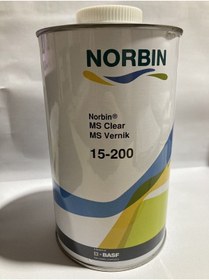 NORBIN
Norbin®
MS Clear
MS Vernik
15-200
BASF